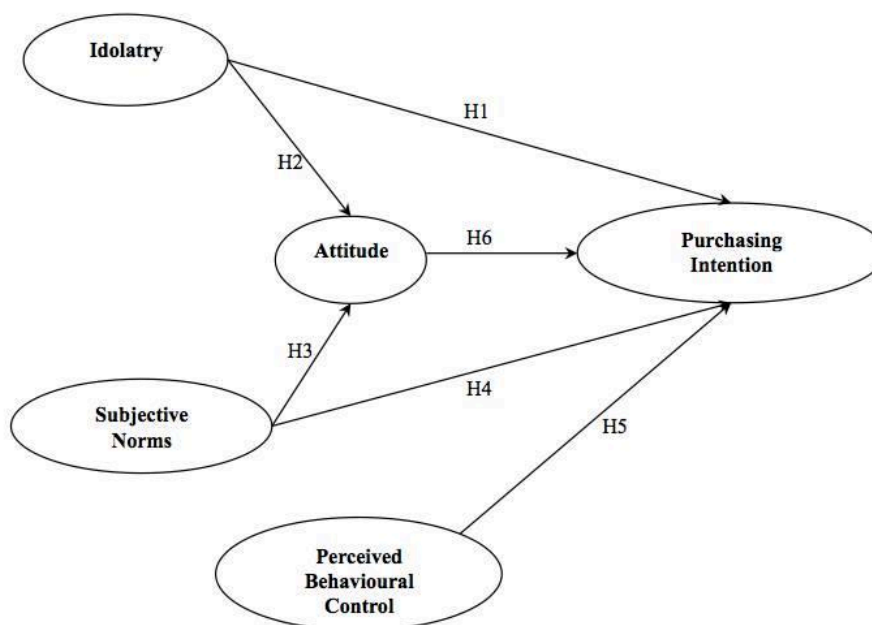 Idolatry
H1
H2
Attitude
H6
Purchasing
Intention
H3
H4
Subjective
Norms
H5
Perceived
Behavioural
Control